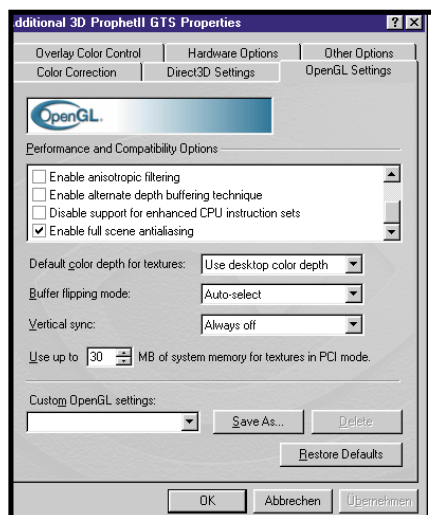 dditional 3D ProphetII GTS Properties
Overlay Color Control Hardware Options Other Options
Color Correction Direct3D Settings OpenGL Settings
OpenGL.
Performance and Compatibility Options
Enable anisotropic filtering
Enable alternate depth buffering technique
Disable support for enhanced CPU instruction sets
Enable full scene antialiasing
Default color depth for textures: Use desktop color depth
Buffer flipping mode: Auto-select
Vertical sync: Always off
Use up to 30 MB of system memory for textures in PCI mode.
Custom OpenGL settings:
Save As... Delete
Restore Defaults
OK Abbrechen Übernehmen